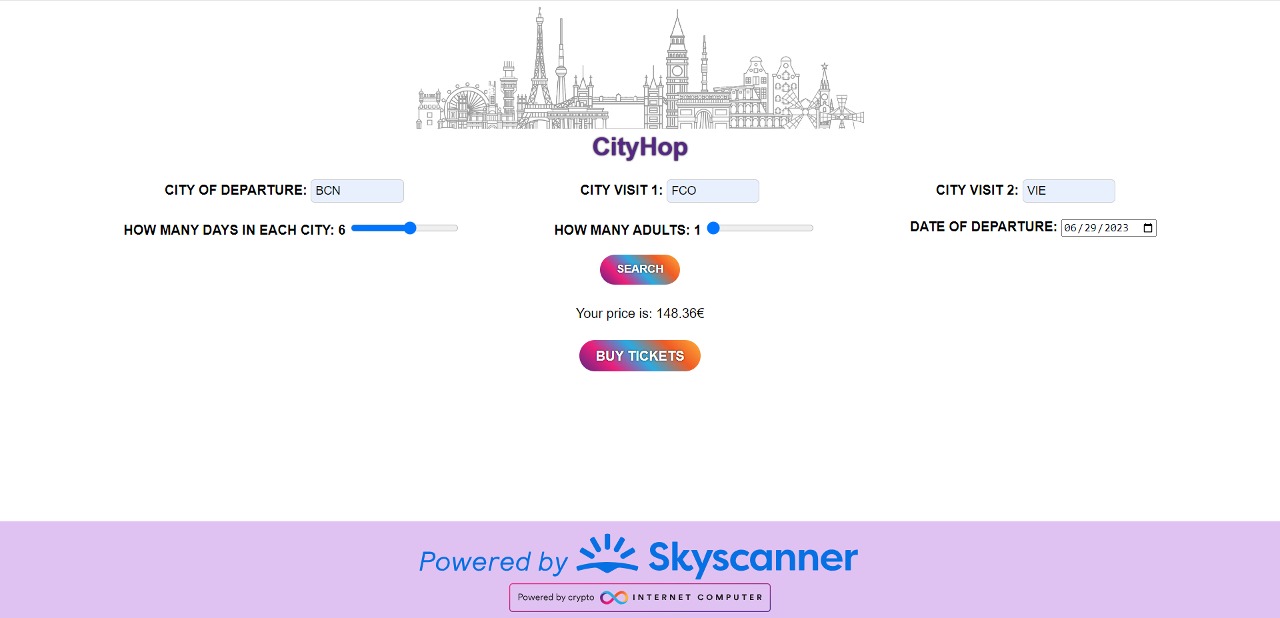 CityHop
CITY OF DEPARTURE: BCN
CITY VISIT 1: FCO
CITY VISIT 2: VIE
HOW MANY DAYS IN EACH CITY: 6
HOW MANY ADULTS: 1
DATE OF DEPARTURE: 06/29/2023
SEARCH
Your price is: 148.36€
BUY TICKETS
Powered by Skyscanner
Powered by crypto INTERNET COMPUTER